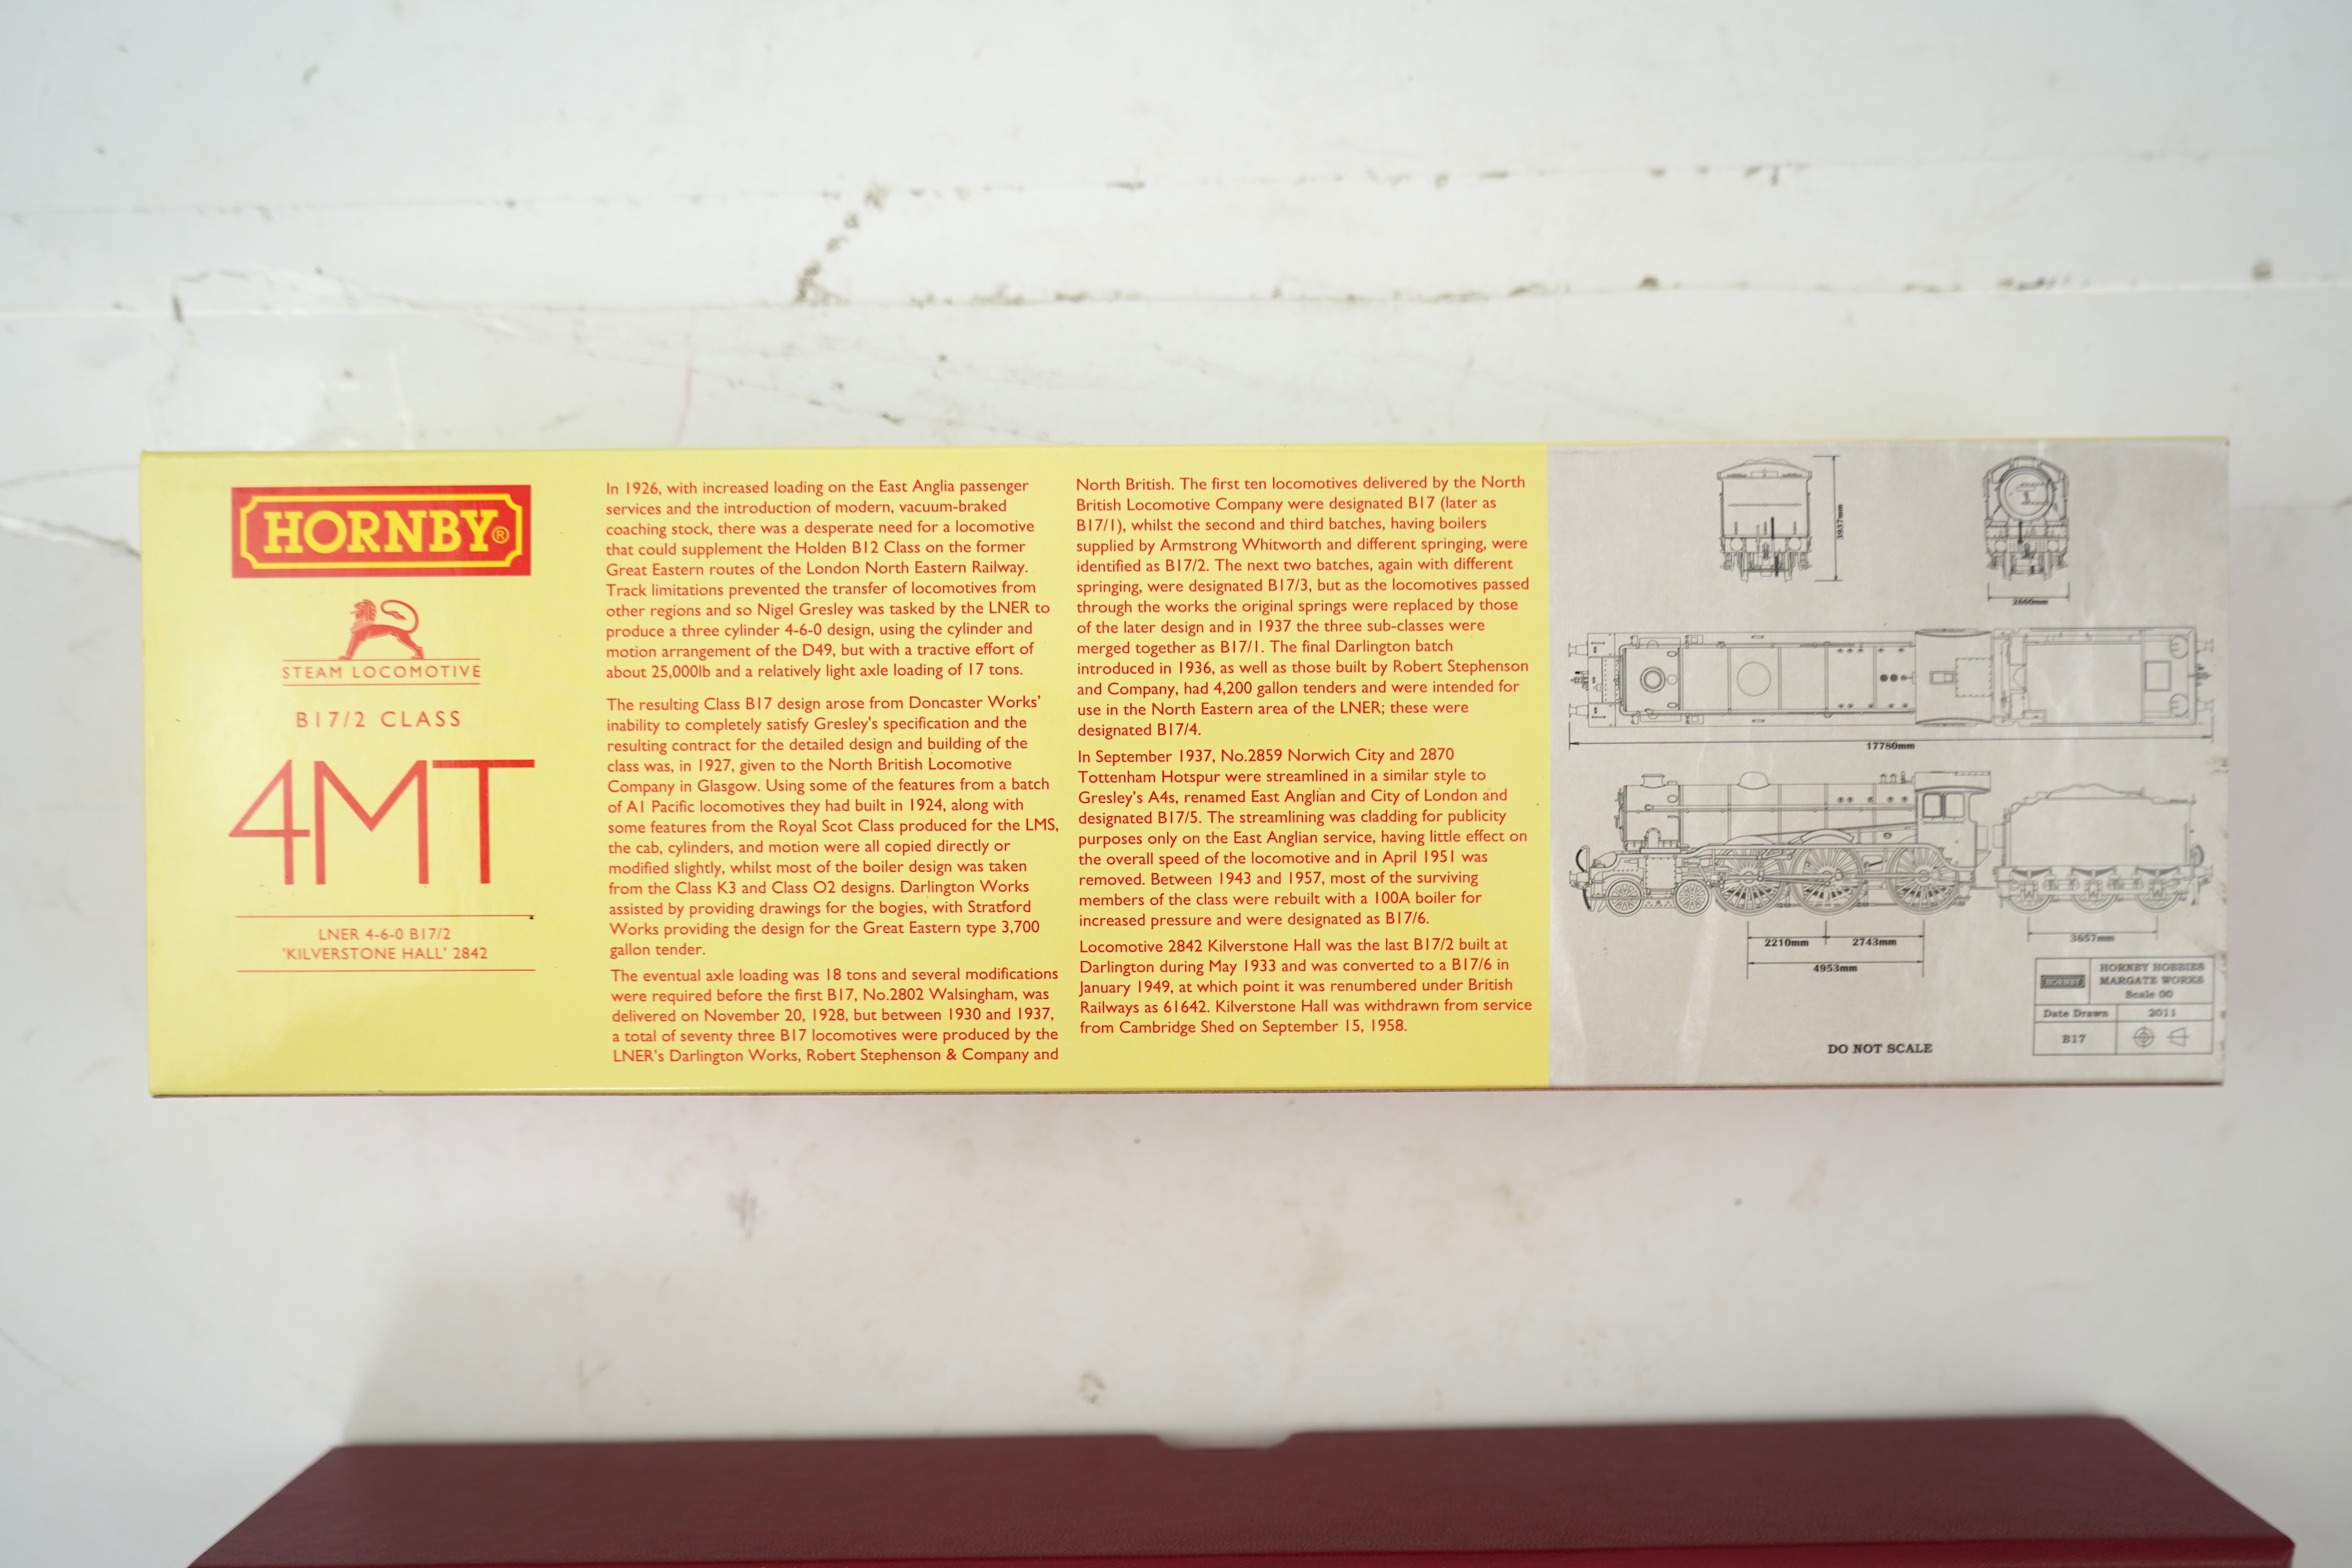 HORNBY®
STEAM LOCOMOTIVE
B17/2 CLASS
4MT
LNER 4-6-0 B17/2
'KILVERSTONE HALL' 2842
In 1926, with increased loading on the East Anglia passenger
services and the introduction of modern, vacuum-braked
coaching stock, there was a desperate need for a locomotive
that could supplement the Holden B12 Class on the former
Great Eastern routes of the London North Eastern Railway.
Track limitations prevented the transfer of locomotives from
other regions and so Nigel Gresley was tasked by the LNER to
produce a three cylinder 4-6-0 design, using the cylinder and
motion arrangement of the D49, but with a tractive effort of
about 25,000lb and a relatively light axle loading of 17 tons.
The resulting Class B17 design arose from Doncaster Works'
inability to completely satisfy Gresley's specification and the
resulting contract for the detailed design and building of the
class was, in 1927, given to the North British Locomotive
Company in Glasgow. Using some of the features from a batch
of A1 Pacific locomotives they had built in 1924, along with
some features from the Royal Scot Class produced for the LMS,
the cab, cylinders, and motion were all copied directly or
modified slightly, whilst most of the boiler design was taken
from the Class K3 and Class O2 designs. Darlington Works
assisted by providing drawings for the bogies, with Stratford
Works providing the design for the Great Eastern type 3,700
gallon tender.
The eventual axle loading was 18 tons and several modifications
were required before the first B17, No.2802 Walsingham, was
delivered on November 20, 1928, but between 1930 and 1937,
a total of seventy three B17 locomotives were produced by the
LNER's Darlington Works, Robert Stephenson & Company and
North British. The first ten locomotives delivered by the North
British Locomotive Company were designated B17 (later as
B17/1), whilst the second and third batches, having boilers
supplied by Armstrong Whitworth and different springing, were
identified as B17/2. The next two batches, again with different
springing, were designated B17/3, but as the locomotives passed
through the works the original springs were replaced by those
of the later design and in 1937 the three sub-classes were
merged together as B17/1. The final Darlington batch
introduced in 1936, as well as those built by Robert Stephenson
and Company, had 4,200 gallon tenders and were intended for
use in the North Eastern area of the LNER; these were
designated B17/4.
In September 1937, No.2859 Norwich City and 2870
Tottenham Hotspur were streamlined in a similar style to
Gresley's A4s, renamed East Anglian and City of London and
designated B17/5. The streamlining was cladding for publicity
purposes only on the East Anglian service, having little effect on
the overall speed of the locomotive and in April 1951 was
removed. Between 1943 and 1957, most of the surviving
members of the class were rebuilt with a 100A boiler for
increased pressure and were designated as B17/6.
Locomotive 2842 Kilverstone Hall was the last B17/2 built at
Darlington during May 1933 and was converted to a B17/6 in
January 1949, at which point it was renumbered under British
Railways as 61642. Kilverstone Hall was withdrawn from service
from Cambridge Shed on September 15, 1958.
3937mm
2660mm
17780mm
2210mm
2743mm
4953mm
3657mm
DO NOT SCALE
HORNBY
HORNBY HOBBIES
MARGATE WORKS
Scale 00
Date Drawn
2011
B17